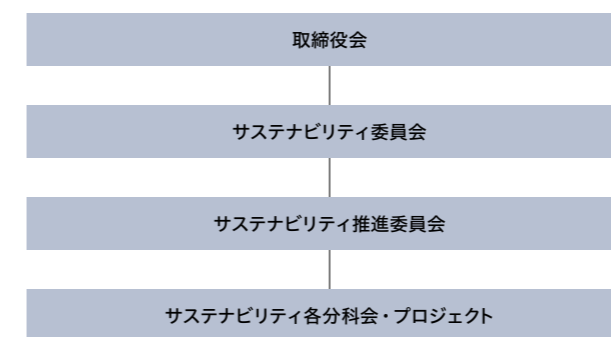 取締役会
サステナビリティ委員会
サステナビリティ推進委員会
サステナビリティ各分科会・プロジェクト